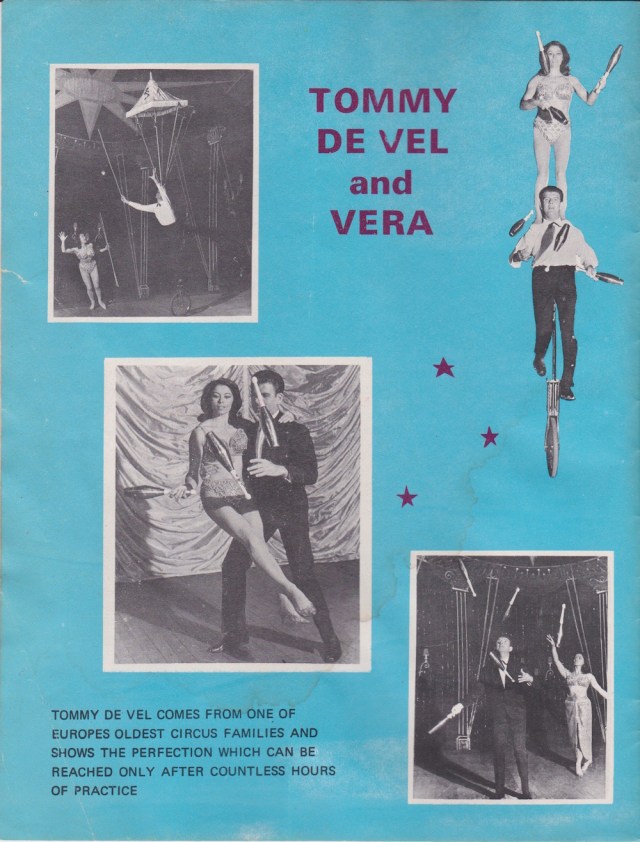 TOMMY
DE VEL
and
VERA
TOMMY DE VEL COMES FROM ONE OF
EUROPES OLDEST CIRCUS FAMILIES AND
SHOWS THE PERFECTION WHICH CAN BE
REACHED ONLY AFTER COUNTLESS HOURS
OF PRACTICE